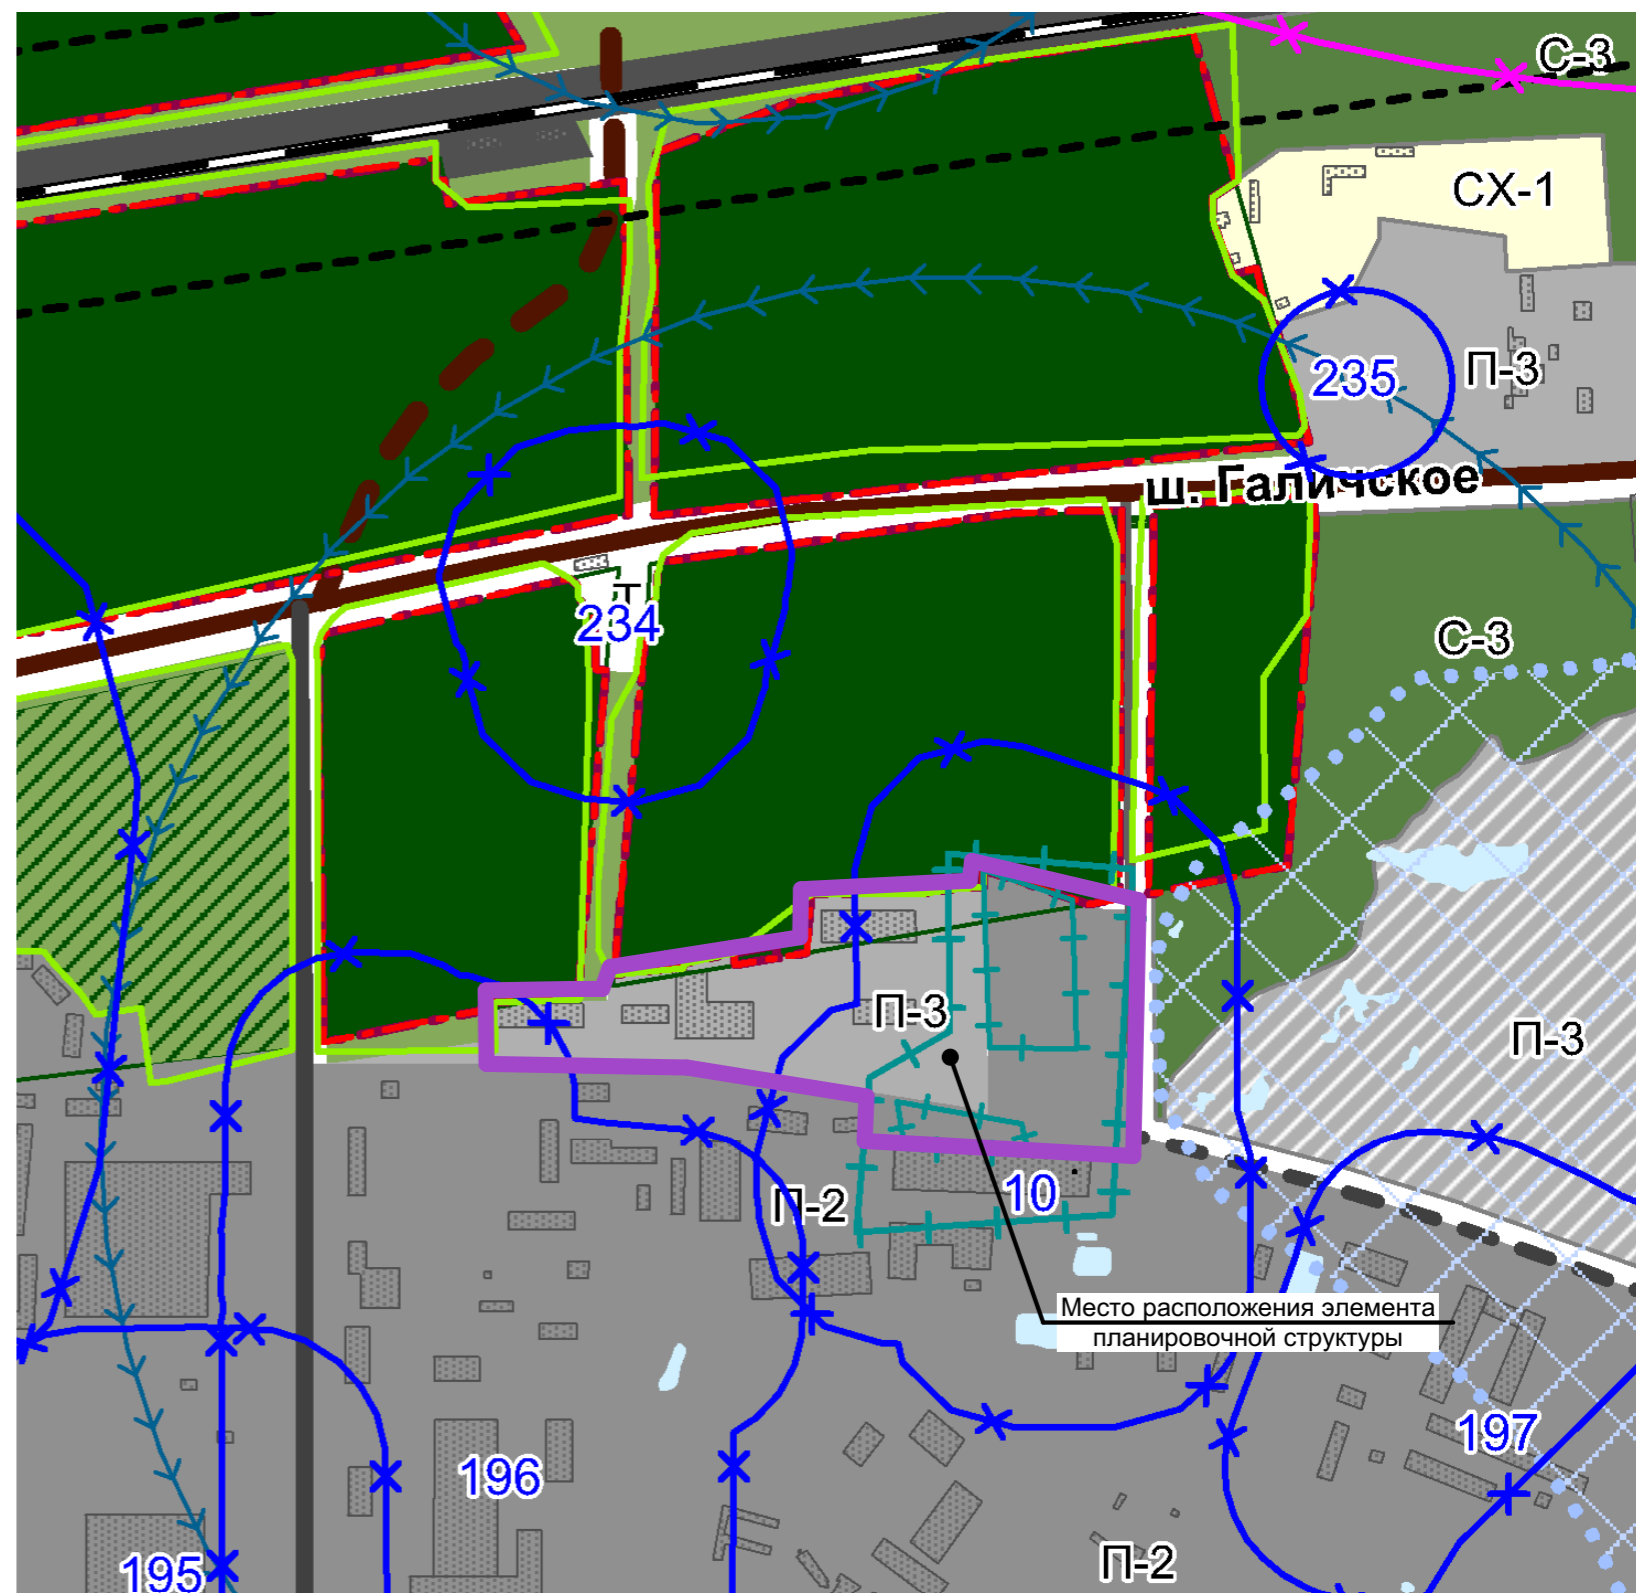 С-3
СХ-1
235
П-3
ш. Галичское
Т
234
С-3
П-3
П-3
10
П-2
Место расположения элемента
планировочной структуры
197
196
195
П-2